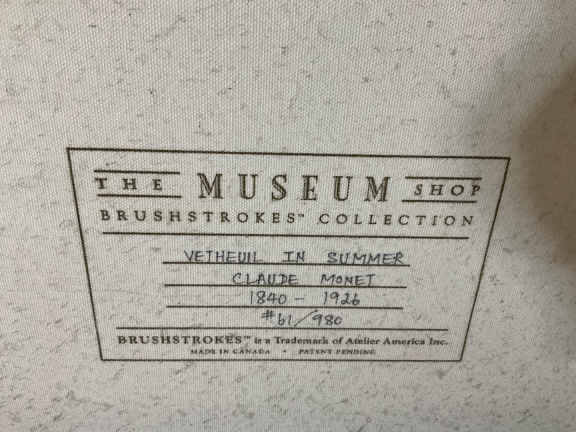 THE MUSEUM SHOP
BRUSHSTROKES™ COLLECTION
VETHEUIL IN SUMMER
CLAUDE MONET
1840 - 1926
#61/980
BRUSHSTROKES™ is a Trademark of Atelier America Inc.
MADE IN CANADA • PATENT PENDING